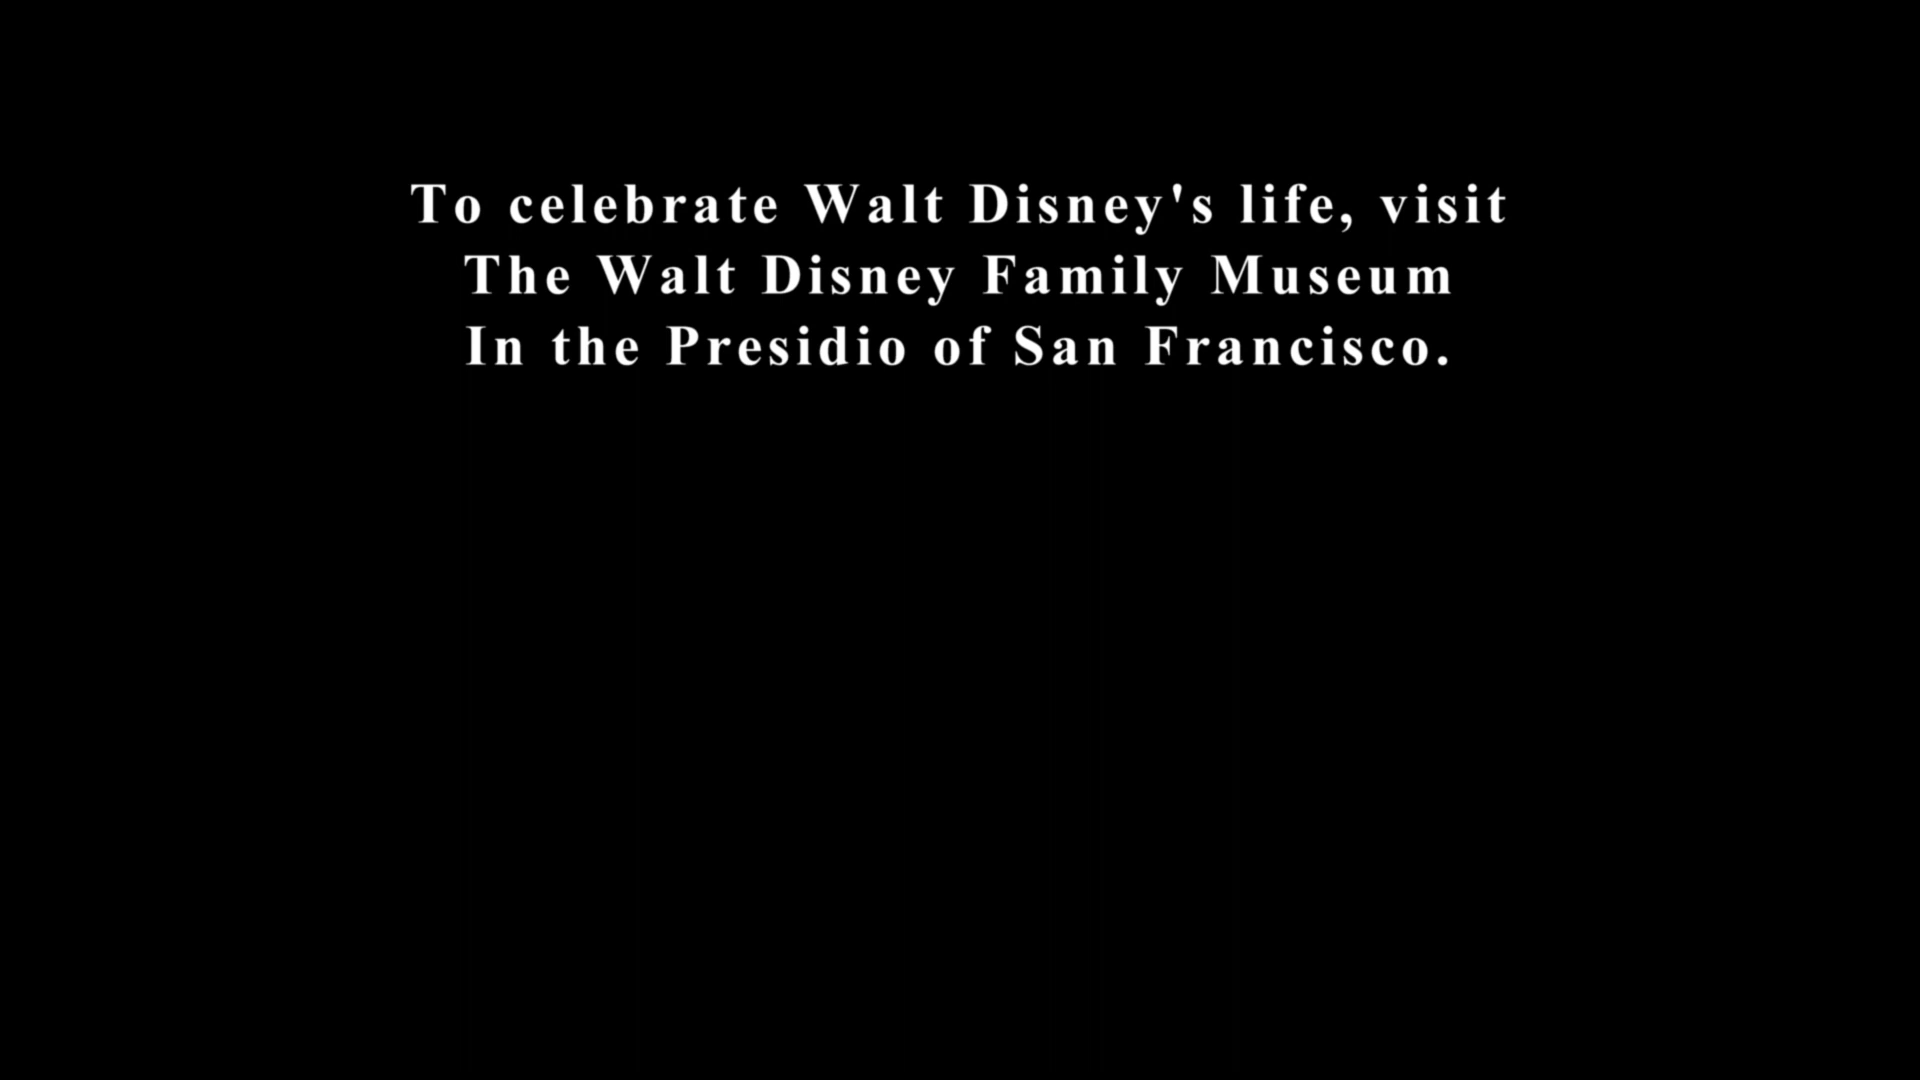 To celebrate Walt Disney's life, visit
The Walt Disney Family Museum
In the Presidio of San Francisco.